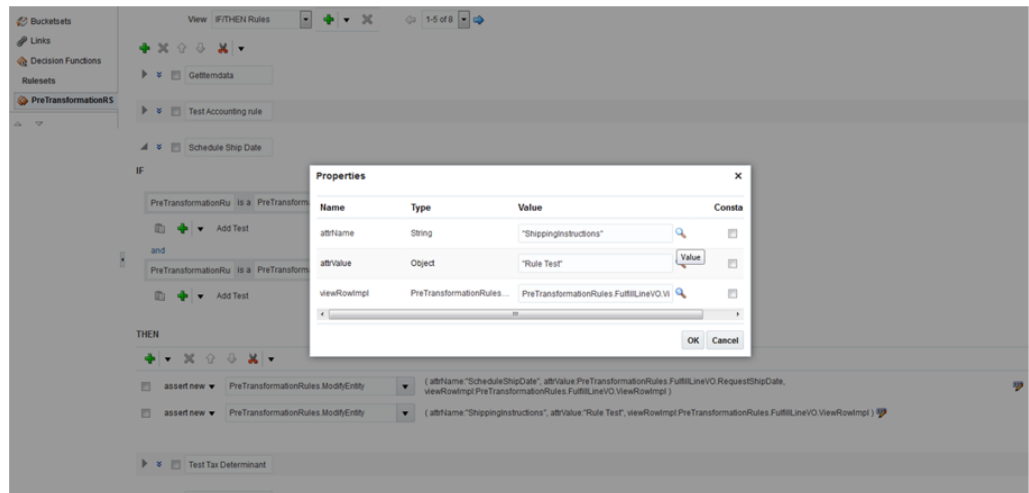 Bucketsets
View IF/THEN Rules
1-5 of 8
Links
Decision Functions
GetItemdata
Rulesets
PreTransformationRS
Test Accounting rule
Schedule Ship Date
IF
Properties
Name Type Value Consta
PreTransformationRu is a PreTransform
attrName String "ShippingInstructions"
Add Test
Value
and
attrValue Object "Rule Test"
PreTransformationRu is a PreTransform
viewRowImpl PreTransformationRules... PreTransformationRules.FulfillLineVO.Vi
Add Test
THEN
OK Cancel
assert new PreTransformationRules.ModifyEntity ( attrName:"ScheduleShipDate", attrValue:PreTransformationRules.FulfillLineVO.RequestShipDate,
viewRowImpl:PreTransformationRules.FulfillLineVO.ViewRowImpl )
assert new PreTransformationRules.ModifyEntity ( attrName:"ShippingInstructions", attrValue:"Rule Test", viewRowImpl:PreTransformationRules.FulfillLineVO.ViewRowImpl )
Test Tax Determinant